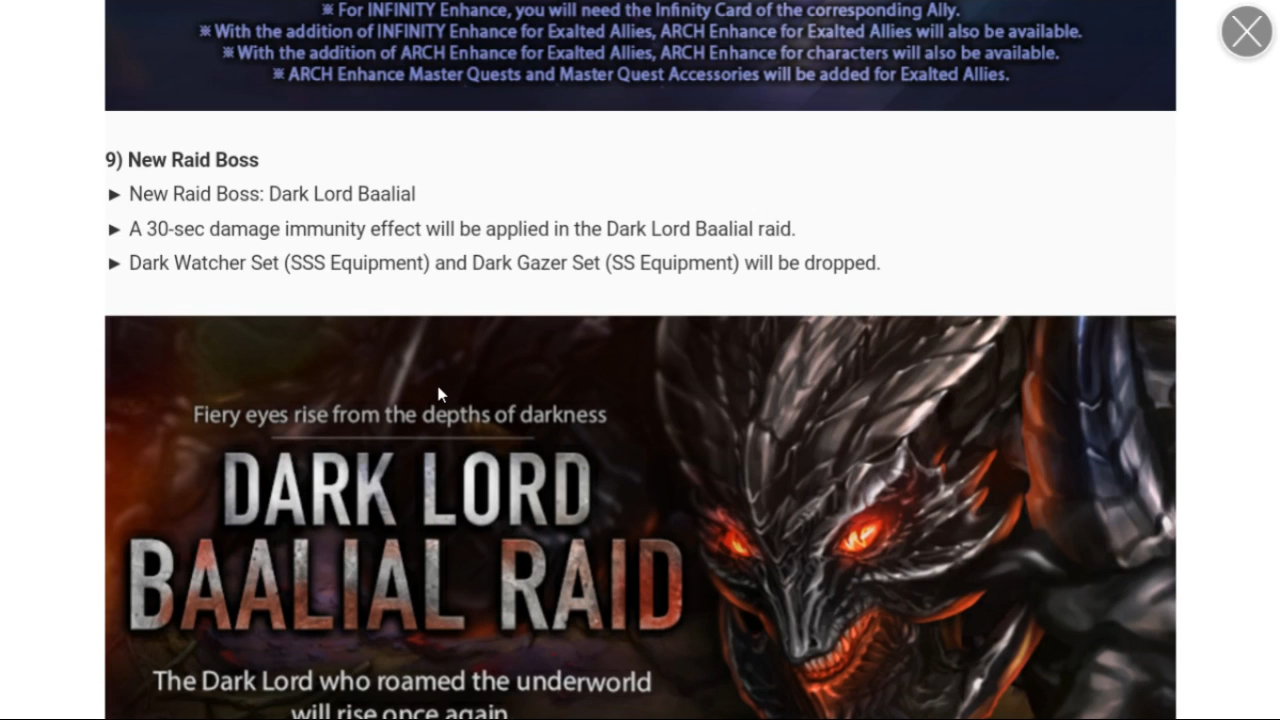 ※ For INFINITY Enhance, you will need the Infinity Card of the corresponding Ally.
※ With the addition of INFINITY Enhance for Exalted Allies, ARCH Enhance for Exalted Allies will also be available.
※ With the addition of ARCH Enhance for Exalted Allies, ARCH Enhance for characters will also be available.
※ ARCH Enhance Master Quests and Master Quest Accessories will be added for Exalted Allies.
9) New Raid Boss
► New Raid Boss: Dark Lord Baalial
► A 30-sec damage immunity effect will be applied in the Dark Lord Baalial raid.
► Dark Watcher Set (SSS Equipment) and Dark Gazer Set (SS Equipment) will be dropped.
Fiery eyes rise from the depths of darkness
DARK LORD
BAALIAL RAID
The Dark Lord who roamed the underworld
will rise once again